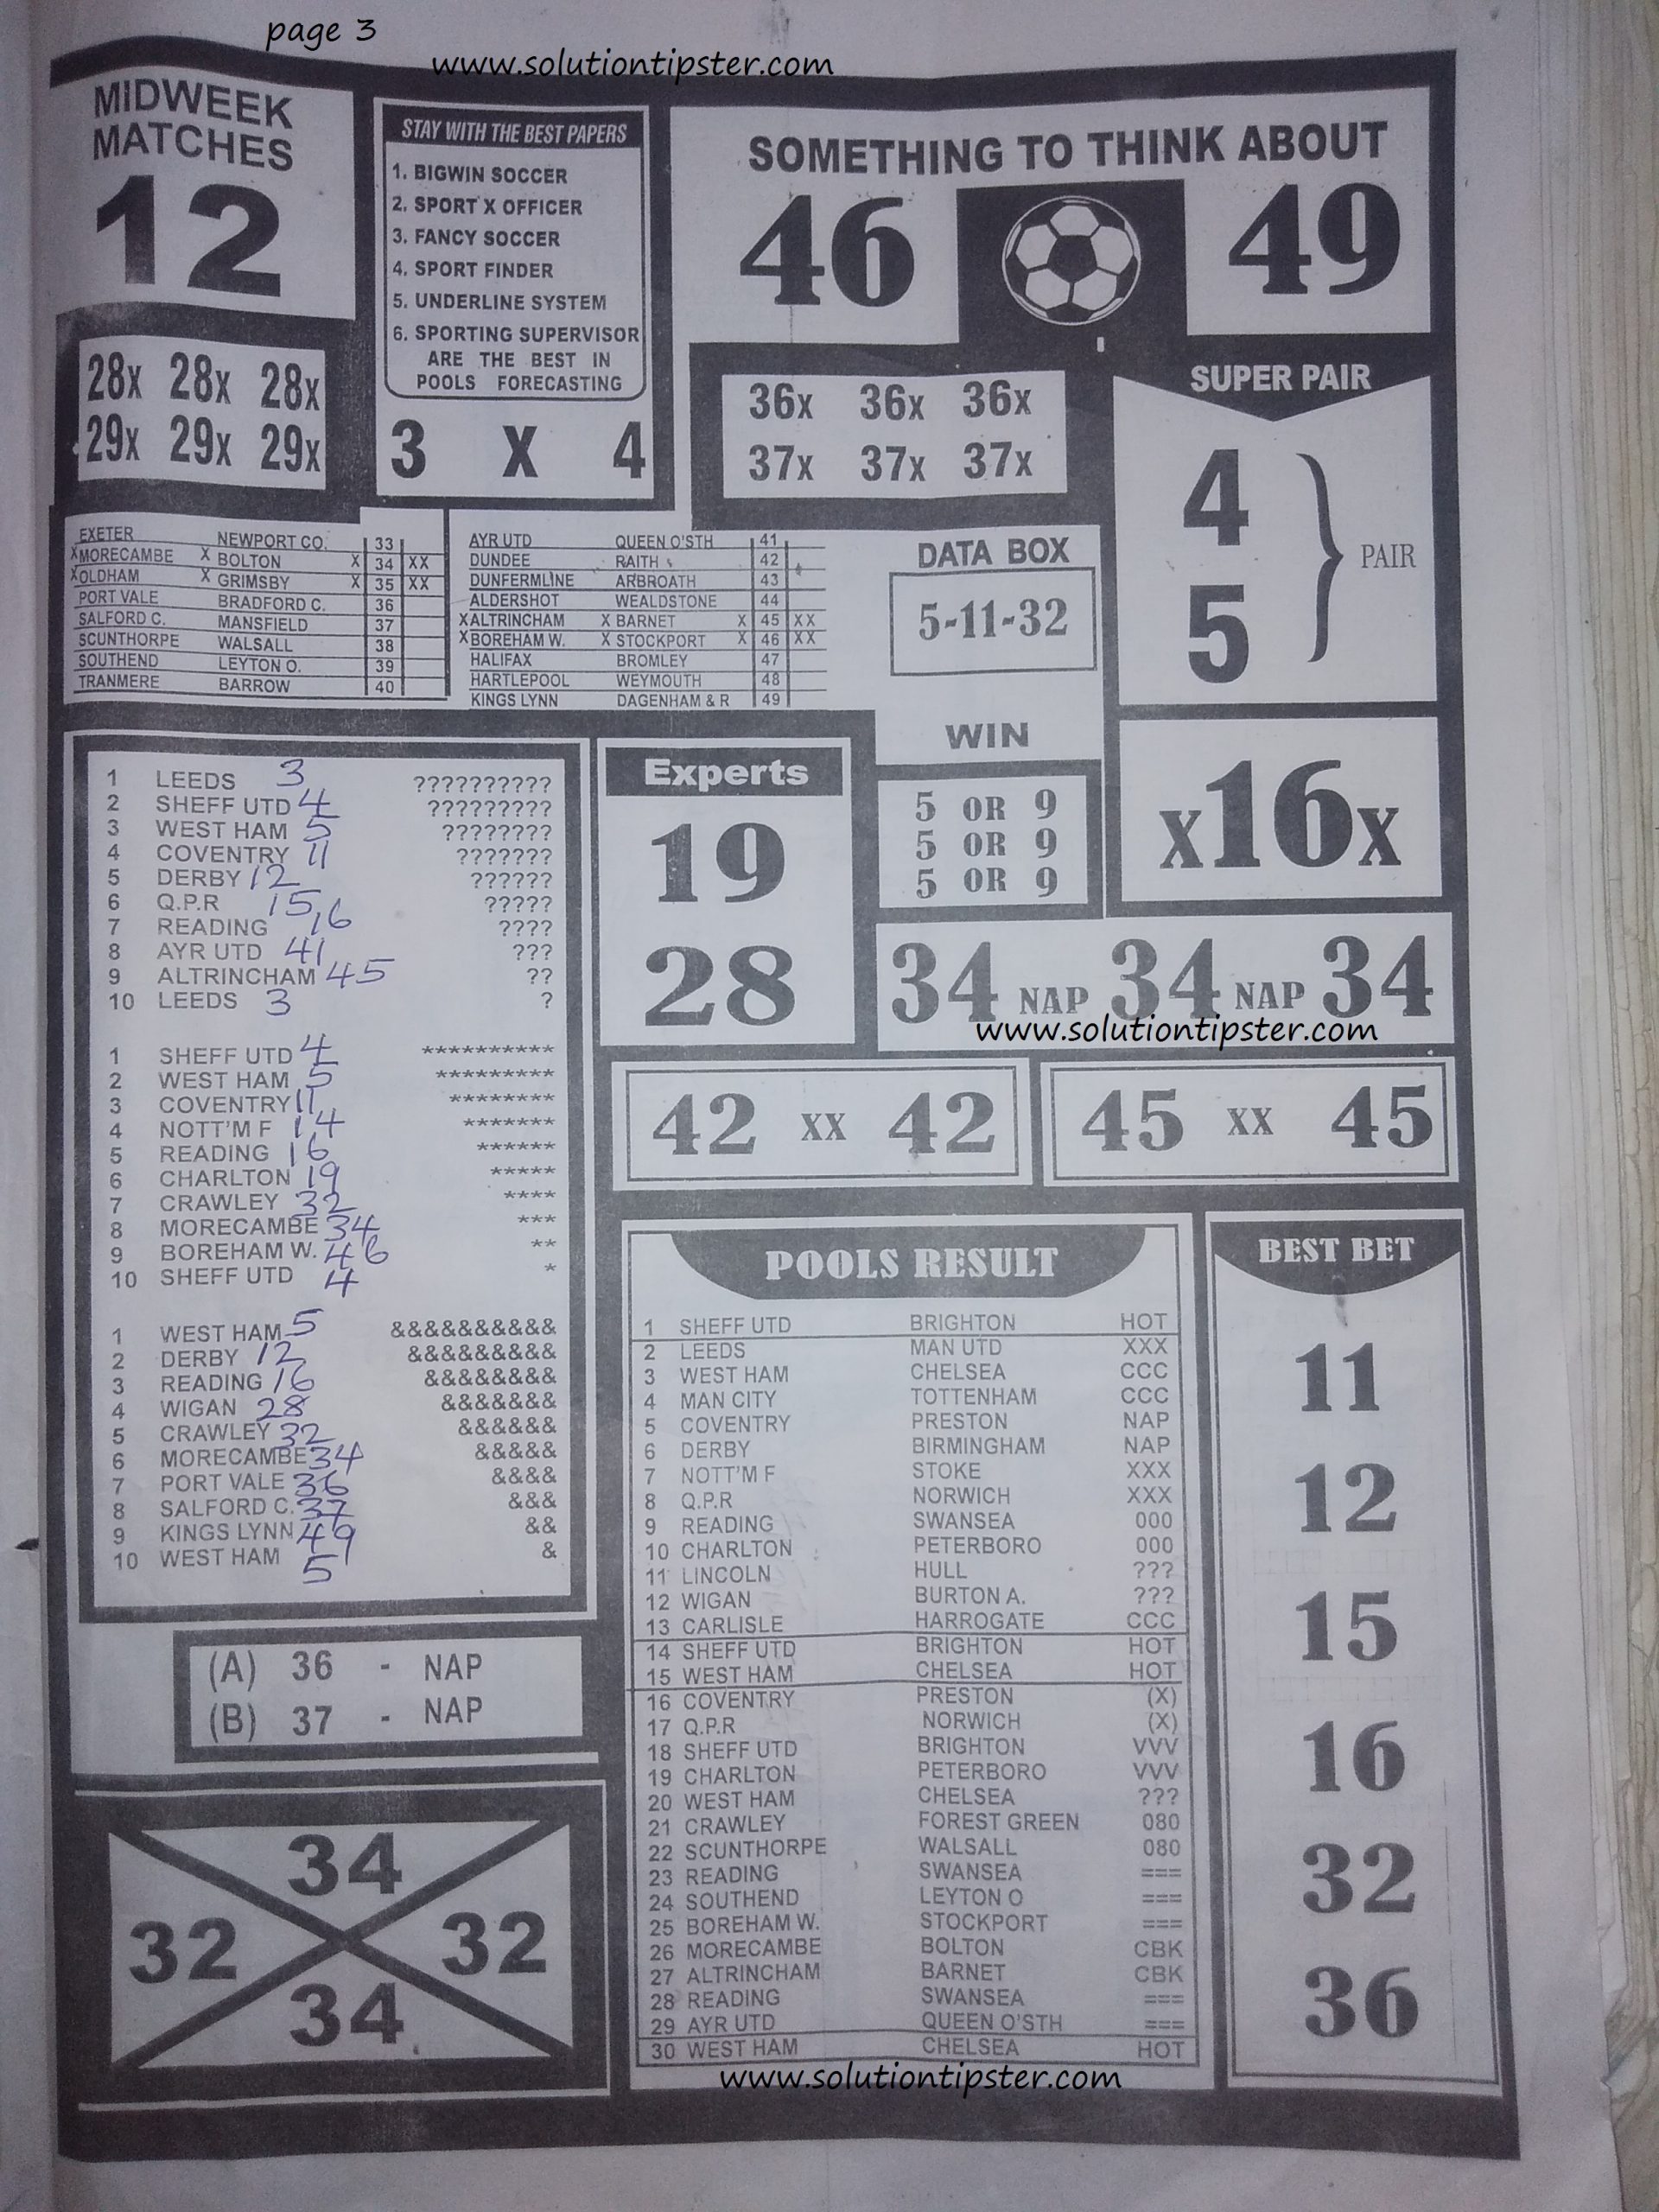 page 3
www.solutiontipster.com
MIDWEEK
MATCHES
12
STAY WITH THE BEST PAPERS
1. BIGWIN SOCCER
2. SPORT X OFFICER
3. FANCY SOCCER
4. SPORT FINDER
5. UNDERLINE SYSTEM
6. SPORTING SUPERVISOR
ARE THE BEST IN
POOLS FORECASTING
3 X 4
SOMETHING TO THINK ABOUT
46 49
28x 28x 28x
29x 29x 29x
36x 36x 36x
37x 37x 37x
SUPER PAIR
4
5
PAIR
EXETER NEWPORT CO. 33
X MORECAMBE X BOLTON X 34 XX
X OLDHAM X GRIMSBY X 35 XX
PORT VALE BRADFORD C. 36
SALFORD C. MANSFIELD 37
SCUNTHORPE WALSALL 38
SOUTHEND LEYTON O. 39
TRANMERE BARROW 40
AYR UTD QUEEN O'STH 41
DUNDEE RAITH 42
DUNFERMLINE ARBROATH 43
ALDERSHOT WEALDSTONE 44
X ALTRINCHAM X BARNET X 45 XX
X BOREHAM W. X STOCKPORT X 46 XX
HALIFAX BROMLEY 47
HARTLEPOOL WEYMOUTH 48
KINGS LYNN DAGENHAM & R 49
DATA BOX
5-11-32
WIN
5 OR 9
5 OR 9
5 OR 9
x16x
1 LEEDS 3 ??????????
2 SHEFF UTD 4 ?????????
3 WEST HAM 5 ????????
4 COVENTRY 11 ???????
5 DERBY 12 ??????
6 Q.P.R 15 ?????
7 READING 16 ????
8 AYR UTD 41 ???
9 ALTRINCHAM 45 ??
10 LEEDS 3 ?
1 SHEFF UTD 4 **********
2 WEST HAM 5 *********
3 COVENTRY 11 ********
4 NOTT'M F 14 *******
5 READING 16 ******
6 CHARLTON 19 *****
7 CRAWLEY 32 ****
8 MORECAMBE 34 ***
9 BOREHAM W. 46 **
10 SHEFF UTD 4 *
1 WEST HAM 5 &&&&&&&&&&
2 DERBY 12 &&&&&&&&&
3 READING 16 &&&&&&&&
4 WIGAN 28 &&&&&&&
5 CRAWLEY 32 &&&&&&
6 MORECAMBE 34 &&&&&
7 PORT VALE 36 &&&&
8 SALFORD C. 37 &&&
9 KINGS LYNN 49 &&
10 WEST HAM 5 &
Experts
19
28
34 NAP 34 NAP 34
www.solutiontipster.com
42 xx 42
45 xx 45
(A) 36 - NAP
(B) 37 - NAP
34
32 32
34
POOLS RESULT
1 SHEFF UTD BRIGHTON HOT
2 LEEDS MAN UTD XXX
3 WEST HAM CHELSEA CCC
4 MAN CITY TOTTENHAM CCC
5 COVENTRY PRESTON NAP
6 DERBY BIRMINGHAM NAP
7 NOTT'M F STOKE XXX
8 Q.P.R NORWICH XXX
9 READING SWANSEA 000
10 CHARLTON PETERBORO 000
11 LINCOLN HULL ???
12 WIGAN BURTON A. ???
13 CARLISLE HARROGATE CCC
14 SHEFF UTD BRIGHTON HOT
15 WEST HAM CHELSEA HOT
16 COVENTRY PRESTON (X)
17 Q.P.R NORWICH (X)
18 SHEFF UTD BRIGHTON VVV
19 CHARLTON PETERBORO VVV
20 WEST HAM CHELSEA ???
21 CRAWLEY FOREST GREEN 080
22 SCUNTHORPE WALSALL 080
23 READING SWANSEA ===
24 SOUTHEND LEYTON O ===
25 BOREHAM W. STOCKPORT ===
26 MORECAMBE BOLTON CBK
27 ALTRINCHAM BARNET CBK
28 READING SWANSEA ===
29 AYR UTD QUEEN O'STH ===
30 WEST HAM CHELSEA HOT
www.solutiontipster.com
BEST BET
11
12
15
16
32
36